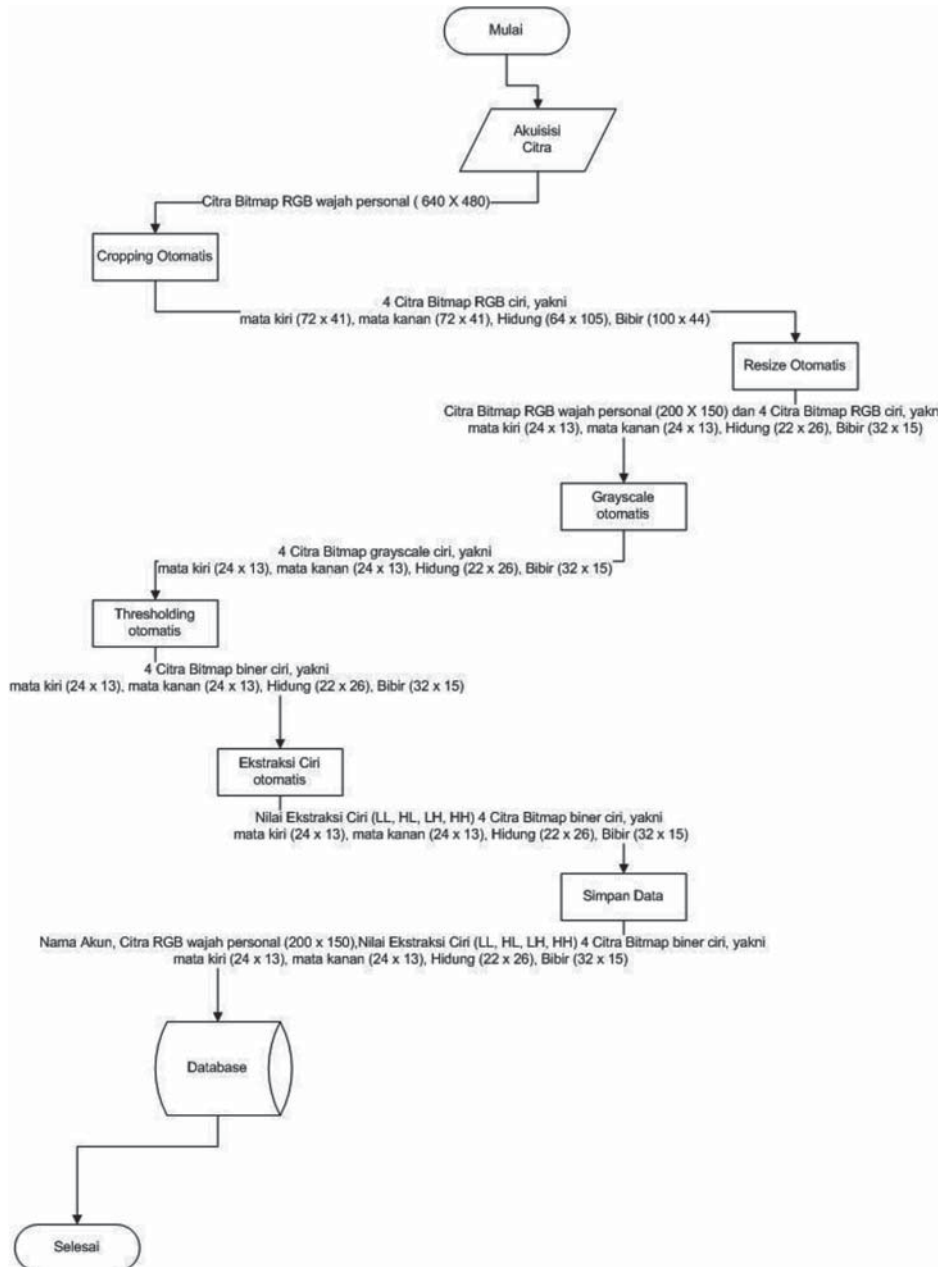 Mulai
Akuisisi
Citra
Citra Bitmap RGB wajah personal ( 640 X 480)
Cropping Otomatis
4 Citra Bitmap RGB ciri, yakni
mata kiri (72 x 41), mata kanan (72 x 41), Hidung (64 x 105), Bibir (100 x 44)
Resize Otomatis
Citra Bitmap RGB wajah personal (200 X 150) dan 4 Citra Bitmap RGB ciri, yakni
mata kiri (24 x 13), mata kanan (24 x 13), Hidung (22 x 26), Bibir (32 x 15)
Grayscale
otomatis
4 Citra Bitmap grayscale ciri, yakni
mata kiri (24 x 13), mata kanan (24 x 13), Hidung (22 x 26), Bibir (32 x 15)
Thresholding
otomatis
4 Citra Bitmap biner ciri, yakni
mata kiri (24 x 13), mata kanan (24 x 13), Hidung (22 x 26), Bibir (32 x 15)
Ekstraksi Ciri
otomatis
Nilai Ekstraksi Ciri (LL, HL, LH, HH) 4 Citra Bitmap biner ciri, yakni
mata kiri (24 x 13), mata kanan (24 x 13), Hidung (22 x 26), Bibir (32 x 15)
Simpan Data
Nama Akun, Citra RGB wajah personal (200 x 150),Nilai Ekstraksi Ciri (LL, HL, LH, HH) 4 Citra Bitmap biner ciri, yakni
mata kiri (24 x 13), mata kanan (24 x 13), Hidung (22 x 26), Bibir (32 x 15)
Database
Selesai